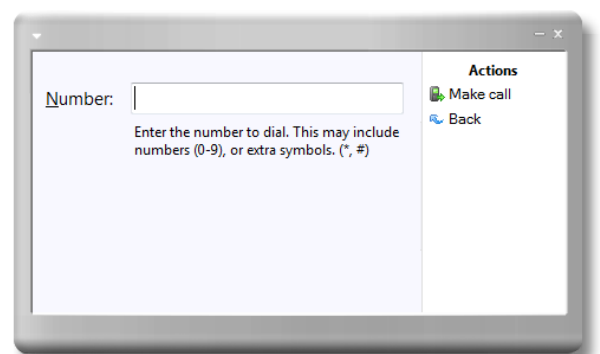 Number:
Enter the number to dial. This may include
numbers (0-9), or extra symbols. (*, #)
Actions
Make call
Back